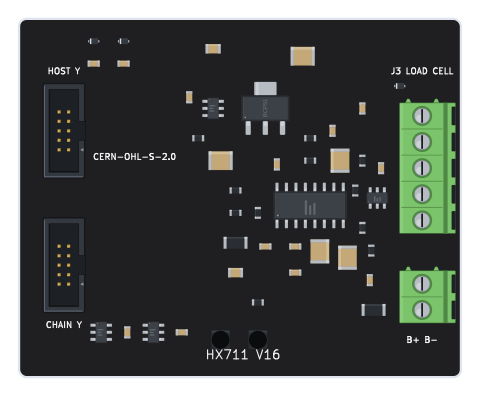 HOST Y
J3 LOAD CELL
CERN-OHL-S-2.0
CHAIN Y
B+ B-
HX711 V16